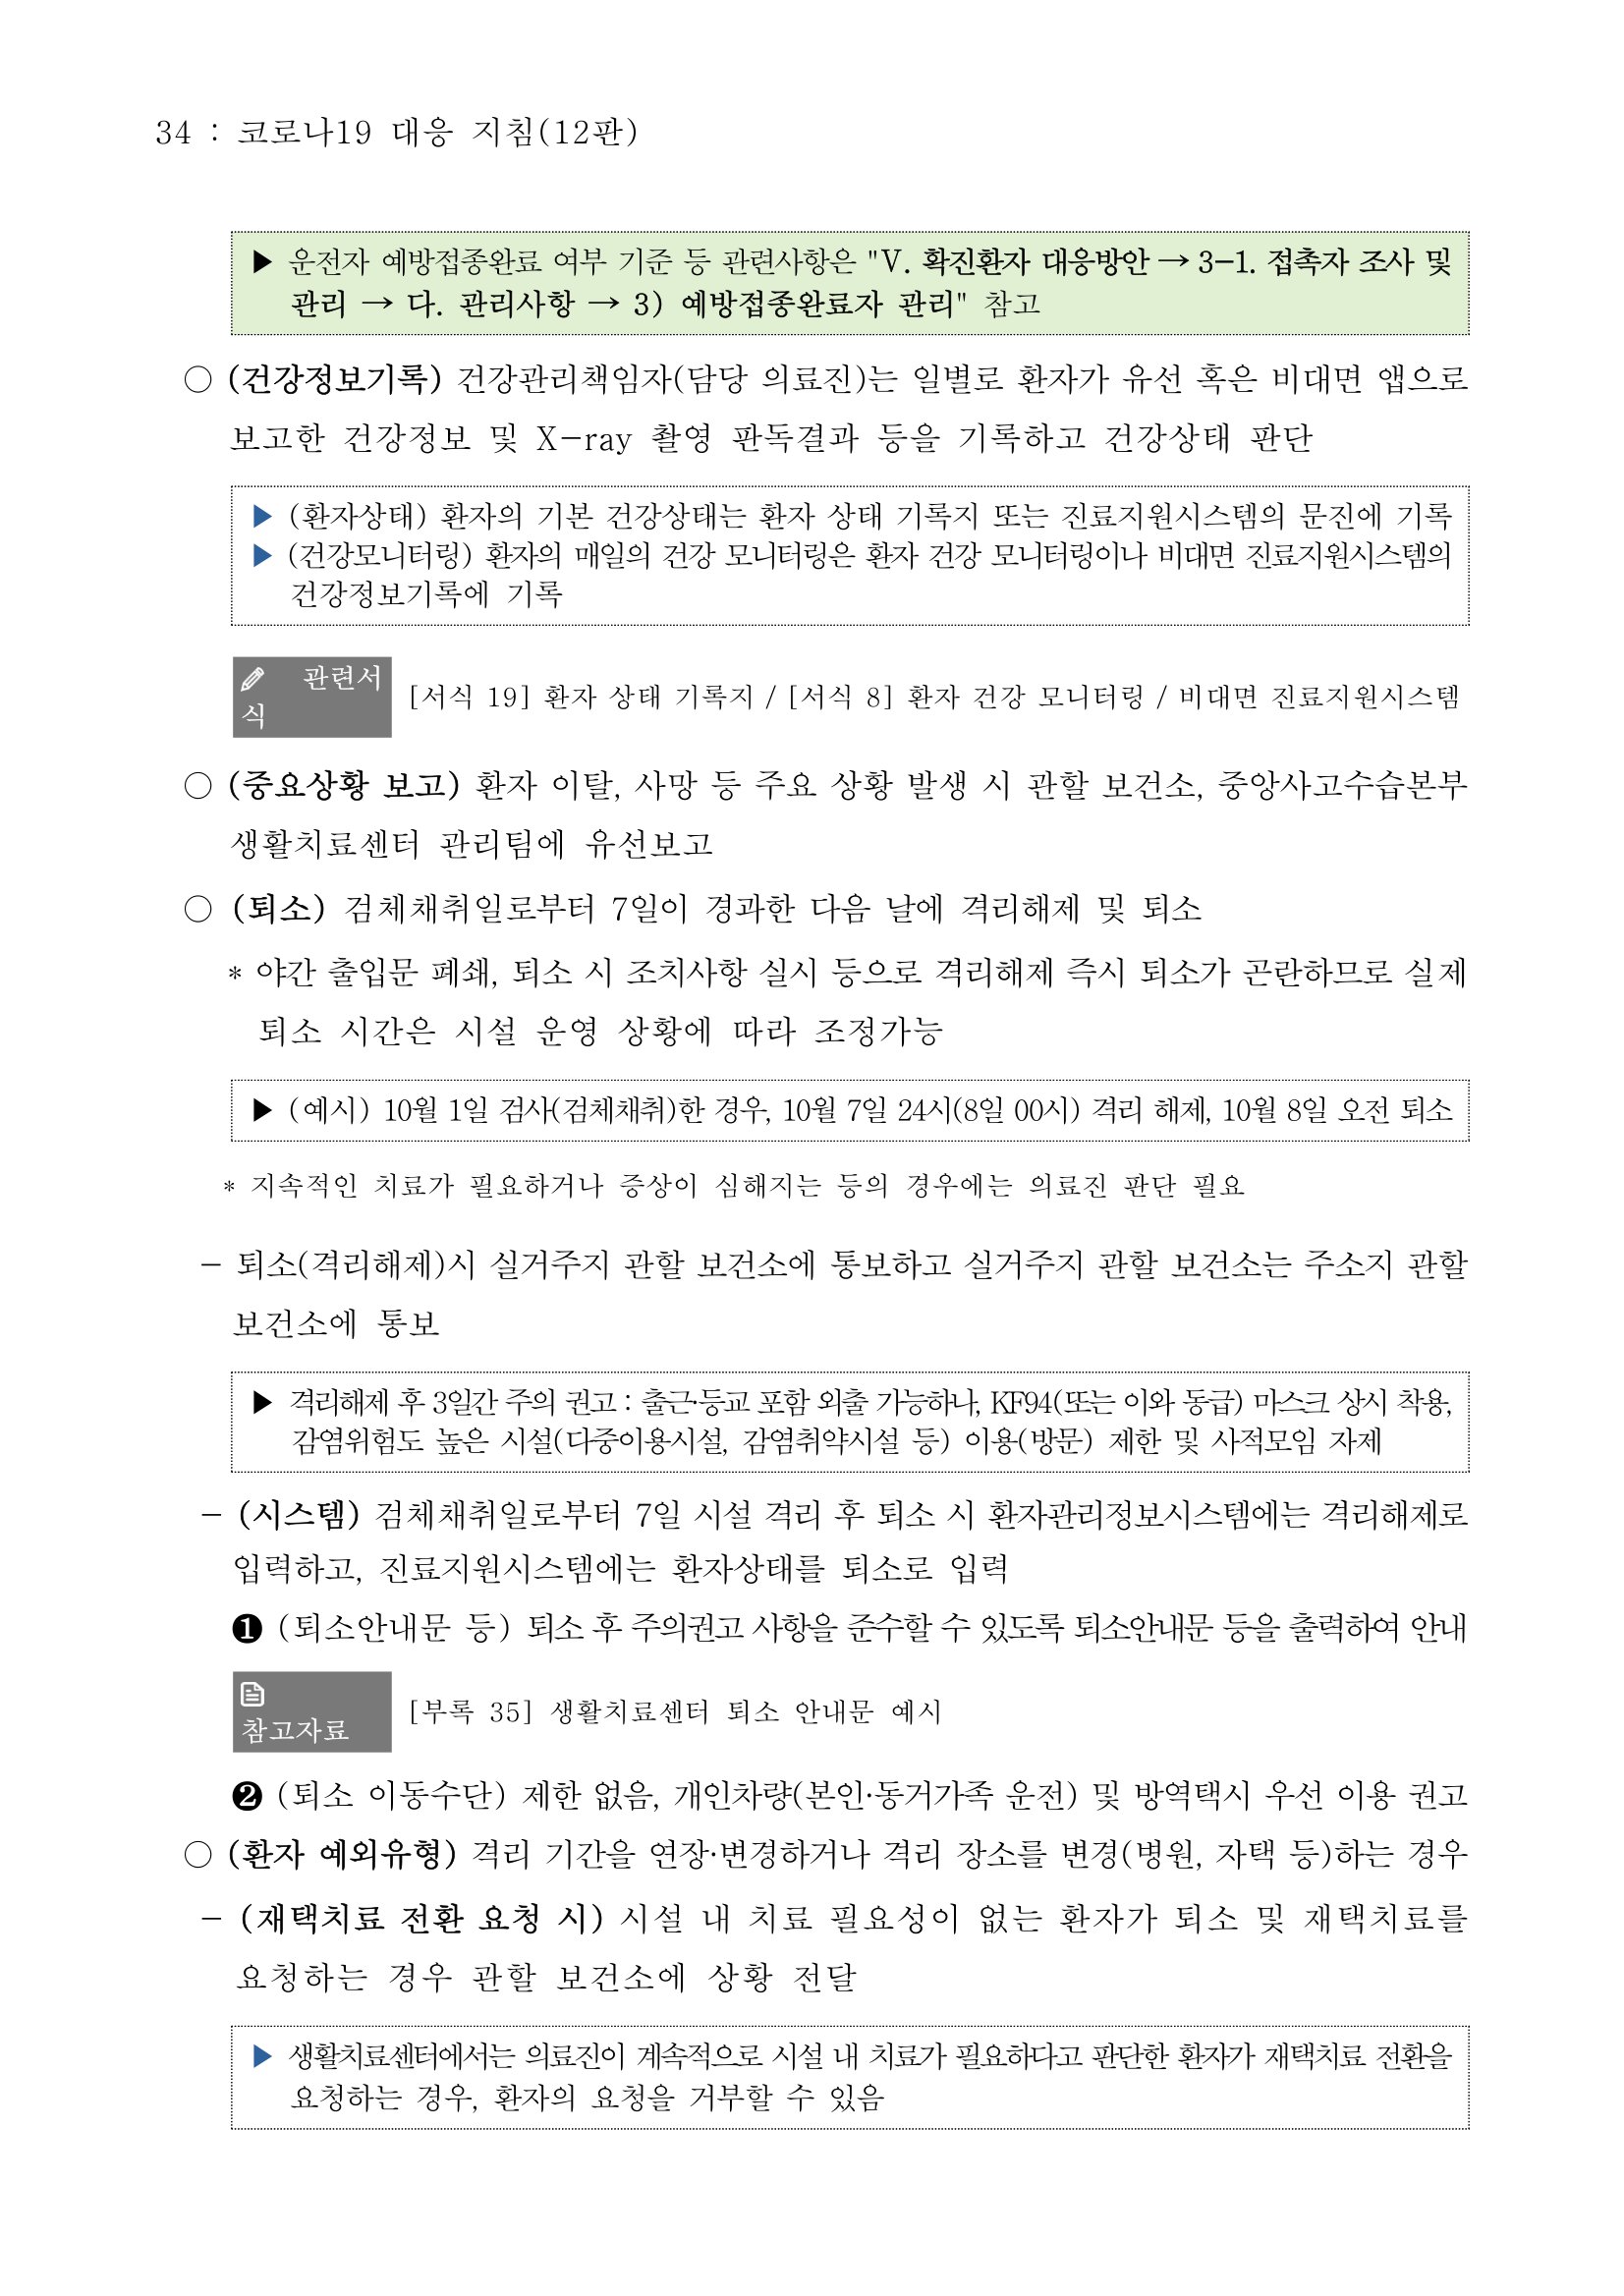 34 : 코로나19 대응 지침(12판)
▶ 운전자 예방접종완료 여부 기준 등 관련사항은 "Ⅴ. 확진환자 대응방안 → 3-1. 접촉자 조사 및
관리 → 다. 관리사항 → 3) 예방접종완료자 관리" 참고
○ (건강정보기록) 건강관리책임자(담당 의료진)는 일별로 환자가 유선 혹은 비대면 앱으로
보고한 건강정보 및 X-ray 촬영 판독결과 등을 기록하고 건강상태 판단
▶ (환자상태) 환자의 기본 건강상태는 환자 상태 기록지 또는 진료지원시스템의 문진에 기록
▶ (건강모니터링) 환자의 매일의 건강 모니터링은 환자 건강 모니터링이나 비대면 진료지원시스템의
건강정보기록에 기록
관련서
식
[서식 19] 환자 상태 기록지 / [서식 8] 환자 건강 모니터링 / 비대면 진료지원시스템
○ (중요상황 보고) 환자 이탈, 사망 등 주요 상황 발생 시 관할 보건소, 중앙사고수습본부
생활치료센터 관리팀에 유선보고
○ (퇴소) 검체채취일로부터 7일이 경과한 다음 날에 격리해제 및 퇴소
* 야간 출입문 폐쇄, 퇴소 시 조치사항 실시 등으로 격리해제 즉시 퇴소가 곤란하므로 실제
퇴소 시간은 시설 운영 상황에 따라 조정가능
▶ (예시) 10월 1일 검사(검체채취)한 경우, 10월 7일 24시(8일 00시) 격리 해제, 10월 8일 오전 퇴소
* 지속적인 치료가 필요하거나 증상이 심해지는 등의 경우에는 의료진 판단 필요
- 퇴소(격리해제)시 실거주지 관할 보건소에 통보하고 실거주지 관할 보건소는 주소지 관할
보건소에 통보
▶ 격리해제 후 3일간 주의 권고 : 출근·등교 포함 외출 가능하나, KF94(또는 이와 동급) 마스크 상시 착용,
감염위험도 높은 시설(다중이용시설, 감염취약시설 등) 이용(방문) 제한 및 사적모임 자제
- (시스템) 검체채취일로부터 7일 시설 격리 후 퇴소 시 환자관리정보시스템에는 격리해제로
입력하고, 진료지원시스템에는 환자상태를 퇴소로 입력
❶ (퇴소안내문 등) 퇴소 후 주의권고 사항을 준수할 수 있도록 퇴소안내문 등을 출력하여 안내
참고자료
[부록 35] 생활치료센터 퇴소 안내문 예시
❷ (퇴소 이동수단) 제한 없음, 개인차량(본인·동거가족 운전) 및 방역택시 우선 이용 권고
○ (환자 예외유형) 격리 기간을 연장·변경하거나 격리 장소를 변경(병원, 자택 등)하는 경우
- (재택치료 전환 요청 시) 시설 내 치료 필요성이 없는 환자가 퇴소 및 재택치료를
요청하는 경우 관할 보건소에 상황 전달
▶ 생활치료센터에서는 의료진이 계속적으로 시설 내 치료가 필요하다고 판단한 환자가 재택치료 전환을
요청하는 경우, 환자의 요청을 거부할 수 있음